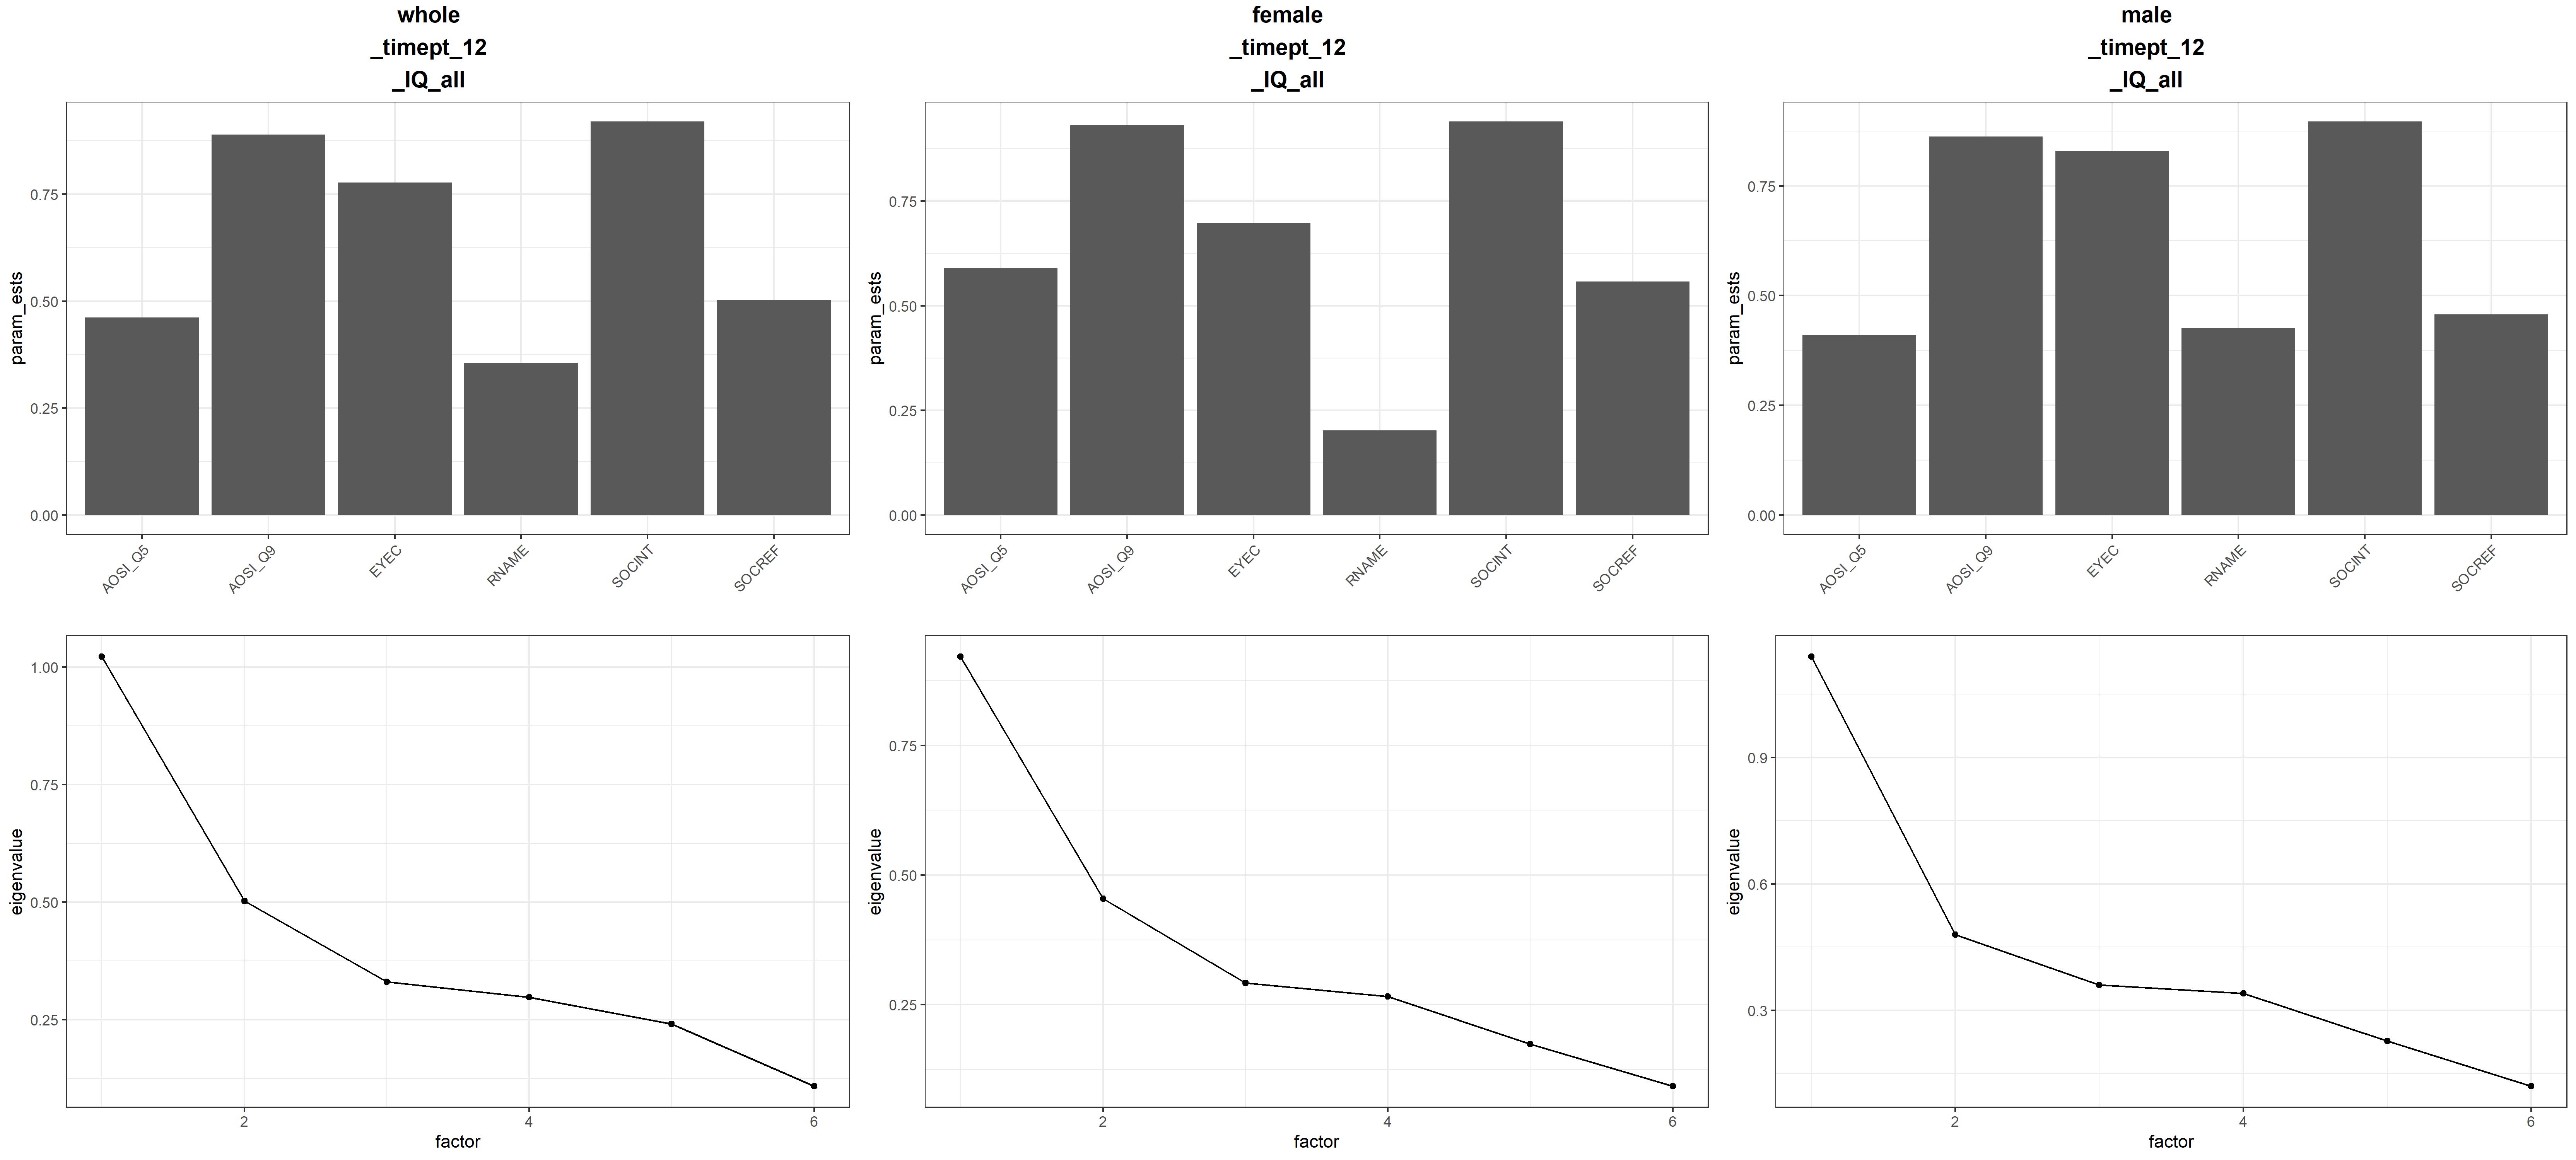 whole
_timept_12
_IQ_all
female
_timept_12
_IQ_all
male
_timept_12
_IQ_all
param_ests
0.75
0.50
0.25
0.00
AOSI_Q5
AOSI_Q9
EYEC
RNAME
SOCINT
SOCREF
param_ests
0.75
0.50
0.25
0.00
AOSI_Q5
AOSI_Q9
EYEC
RNAME
SOCINT
SOCREF
param_ests
0.75
0.50
0.25
0.00
AOSI_Q5
AOSI_Q9
EYEC
RNAME
SOCINT
SOCREF
eigenvalue
1.00
0.75
0.50
0.25
2 4 6
factor
eigenvalue
0.75
0.50
0.25
2 4 6
factor
eigenvalue
0.9
0.6
0.3
2 4 6
factor